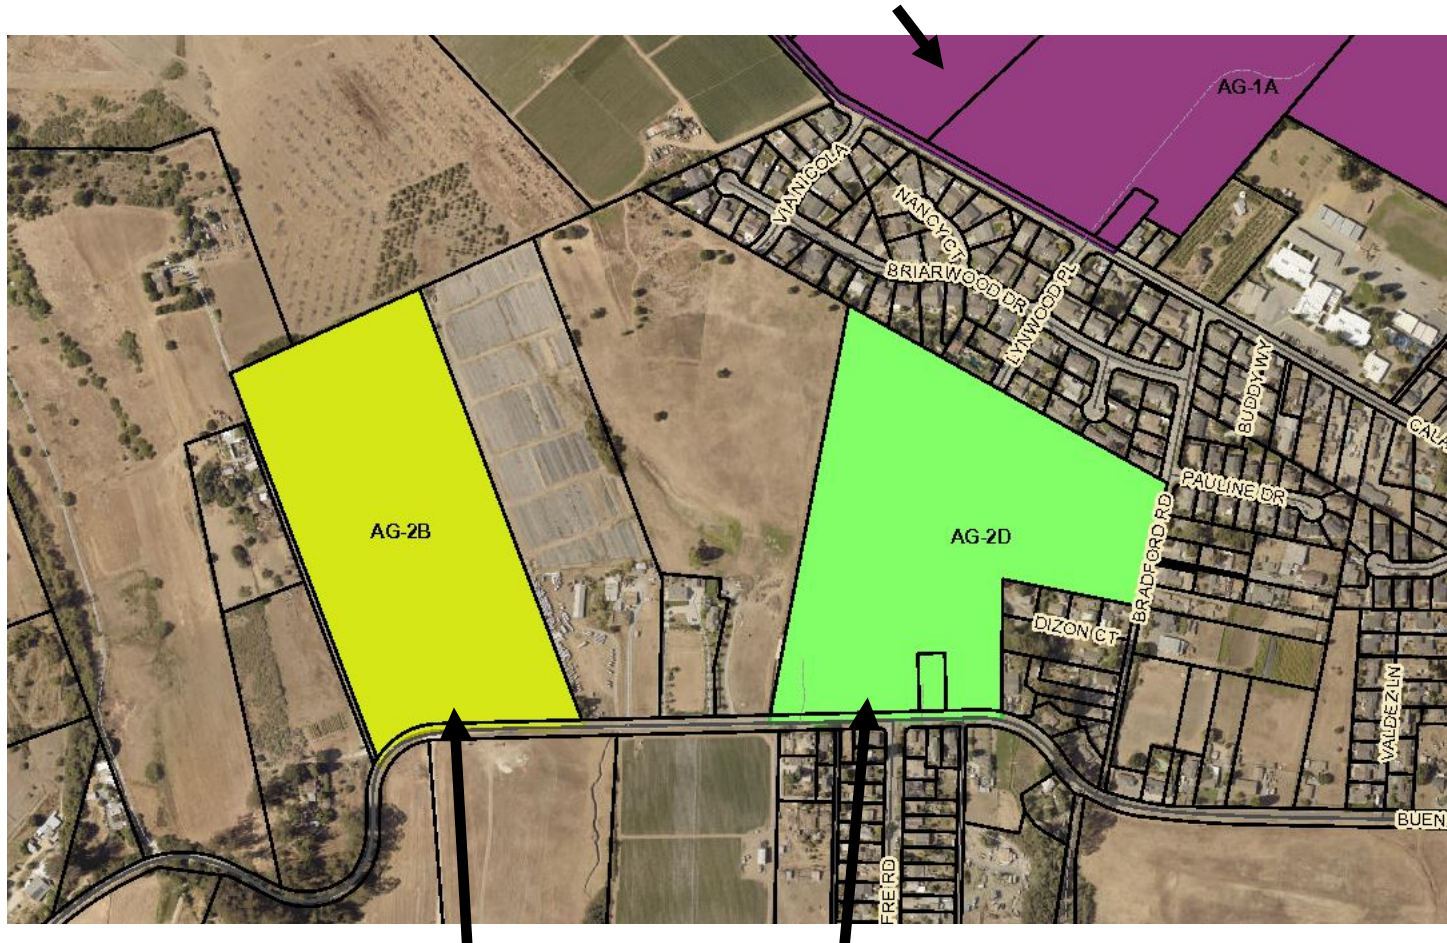 AG-1A
VIA NICOLA
NANCY CT
BRIARWOOD DR
LYNWOOD PL
BUDDY WY
CALA
PAULINE DR
AG-2B
AG-2D
BRADFORD RD
DIZON CT
VALDEZ LN
BUEN
FREI RD